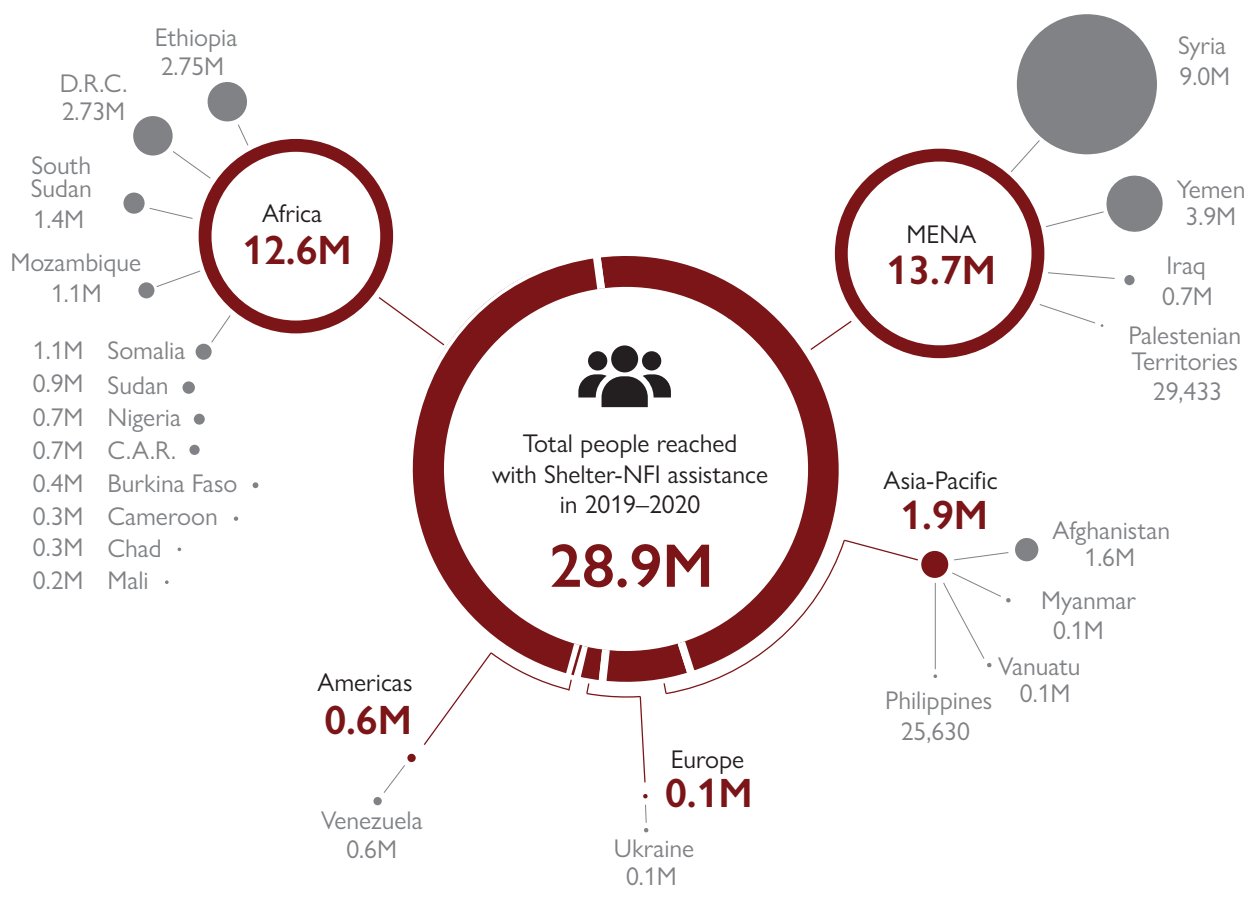 Ethiopia
2.75M
D.R.C.
2.73M
South
Sudan
1.4M
Mozambique
1.1M
1.1M Somalia
0.9M Sudan
0.7M Nigeria
0.7M C.A.R.
0.4M Burkina Faso
0.3M Cameroon
0.3M Chad
0.2M Mali
Africa
12.6M
Syria
9.0M
Yemen
3.9M
Iraq
0.7M
Palestenian
Territories
29,433
MENA
13.7M
Total people reached
with Shelter-NFI assistance
in 2019–2020
28.9M
Asia-Pacific
1.9M
Afghanistan
1.6M
Myanmar
0.1M
Vanuatu
0.1M
Philippines
25,630
Americas
0.6M
Venezuela
0.6M
Europe
0.1M
Ukraine
0.1M